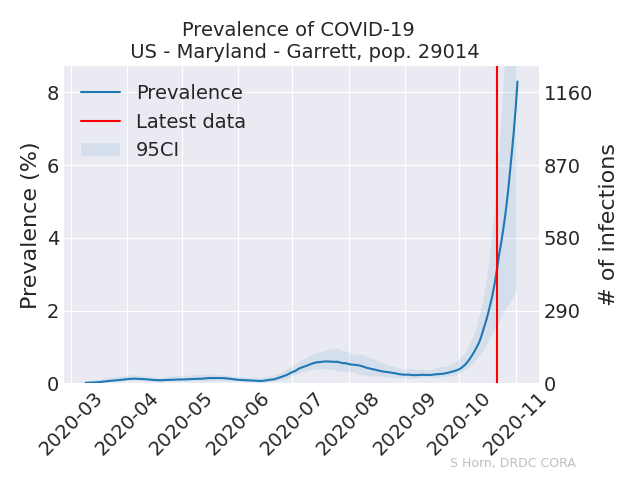 Prevalence of COVID-19
US - Maryland - Garrett, pop. 29014
Prevalence
Latest data
95CI
Prevalence (%)
8
6
4
2
0
1160
870
580
290
0
# of infections
2020-03
2020-04
2020-05
2020-06
2020-07
2020-08
2020-09
2020-10
2020-11
S Horn, DRDC CORA